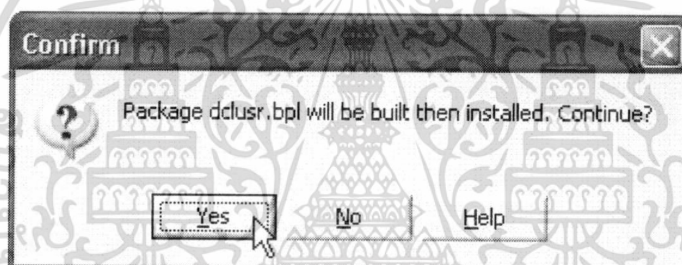 Confirm
Package dclusr.bpl will be built then installed. Continue?
Yes
No
Help